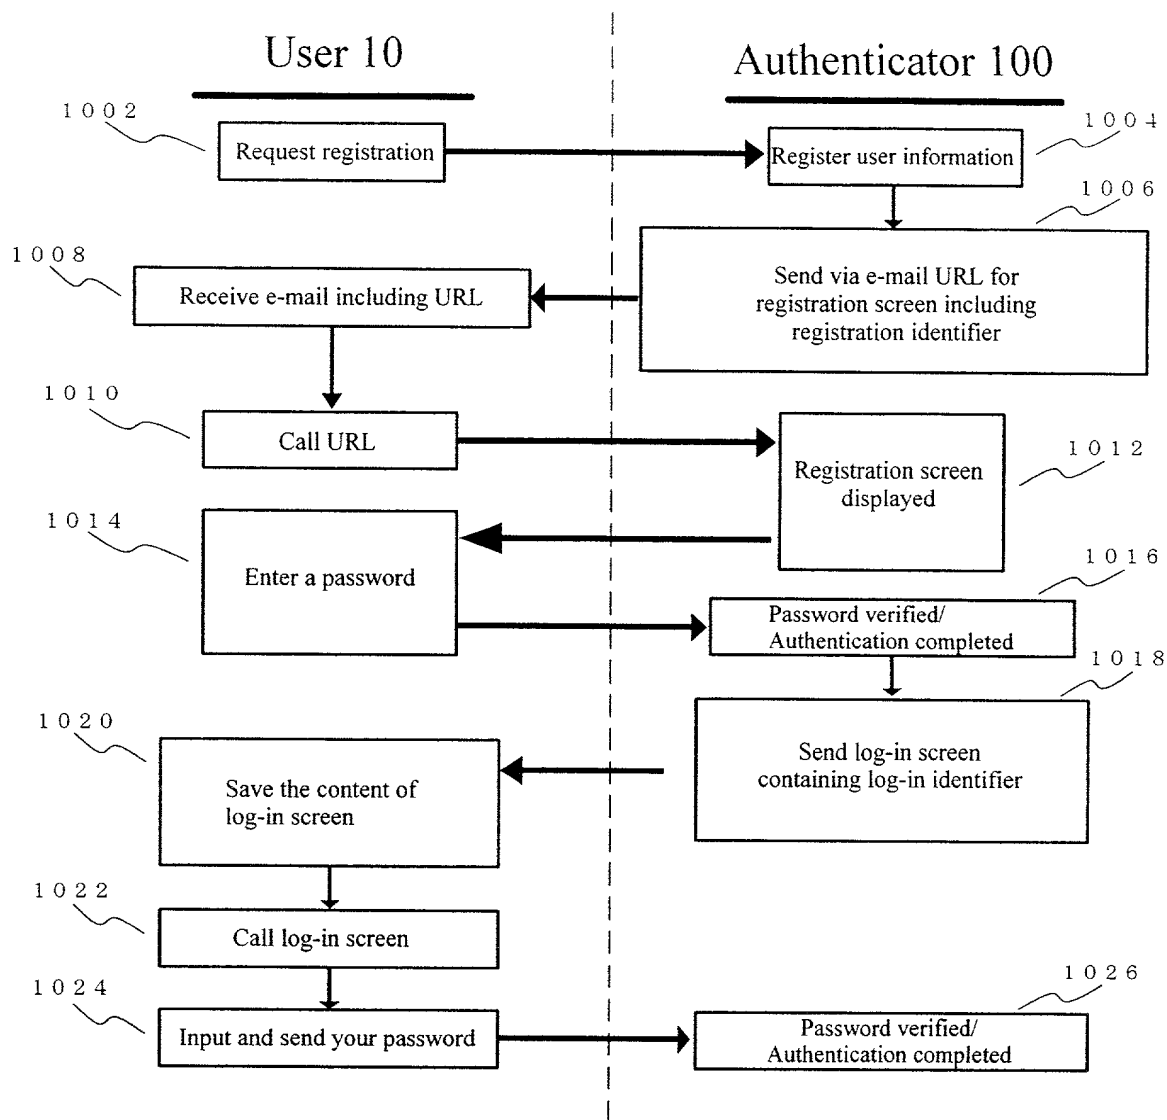 User 10
Authenticator 100
1002
Request registration
1004
Register user information
1006
Send via e-mail URL for
registration screen including
registration identifier
1008
Receive e-mail including URL
1010
Call URL
1012
Registration screen
displayed
1014
Enter a password
1016
Password verified/
Authentication completed
1018
Send log-in screen
containing log-in identifier
1020
Save the content of
log-in screen
1022
Call log-in screen
1024
Input and send your password
1026
Password verified/
Authentication completed